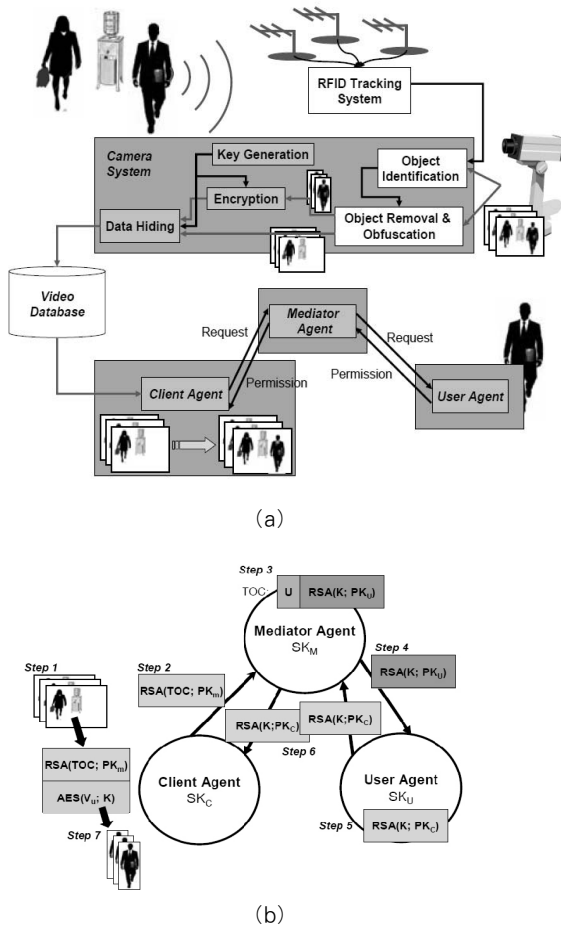 RFID Tracking
System
Camera
System
Key Generation
Object
Identification
Encryption
Data Hiding
Object Removal &
Obfuscation
Video
Database
Mediator
Agent
Request
Request
Permission
Permission
Client Agent
User Agent
(a)
Step 3
TOC:
U
RSA(K; PKU)
Mediator Agent
SKM
Step 4
RSA(K; PKU)
Step 1
Step 2
RSA(TOC; PKm)
RSA(K;PKC)
RSA(K;PKC)
Step 6
RSA(TOC; PKm)
AES(Vu; K)
Client Agent
SKC
User Agent
SKU
Step 7
Step 5
RSA(K; PKC)
(b)